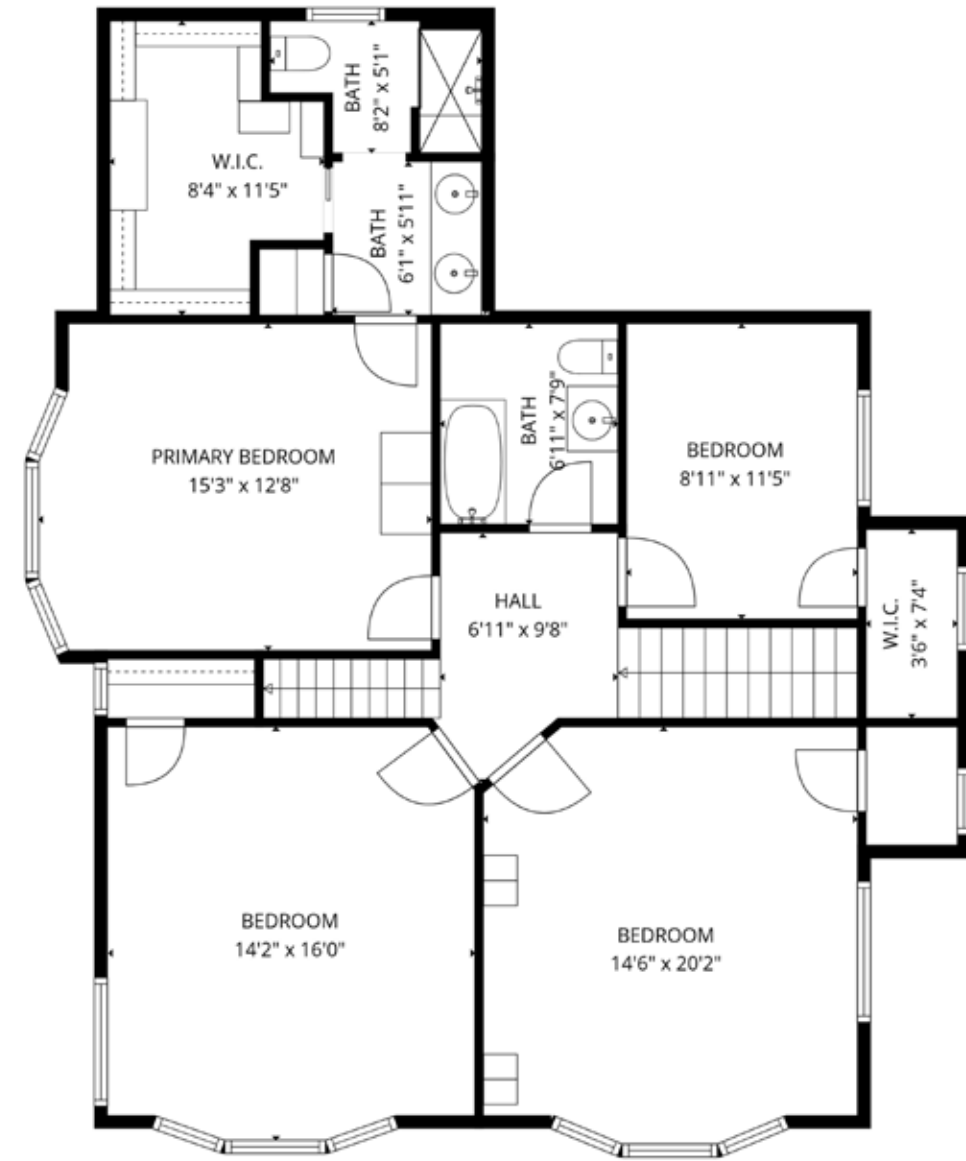 BATH
8'2" x 5'1"
W.I.C.
8'4" x 11'5"
BATH
6'1" x 5'11"
PRIMARY BEDROOM
15'3" x 12'8"
BATH
6'11" x 7'9"
BEDROOM
8'11" x 11'5"
HALL
6'11" x 9'8"
W.I.C.
3'6" x 7'4"
BEDROOM
14'2" x 16'0"
BEDROOM
14'6" x 20'2"